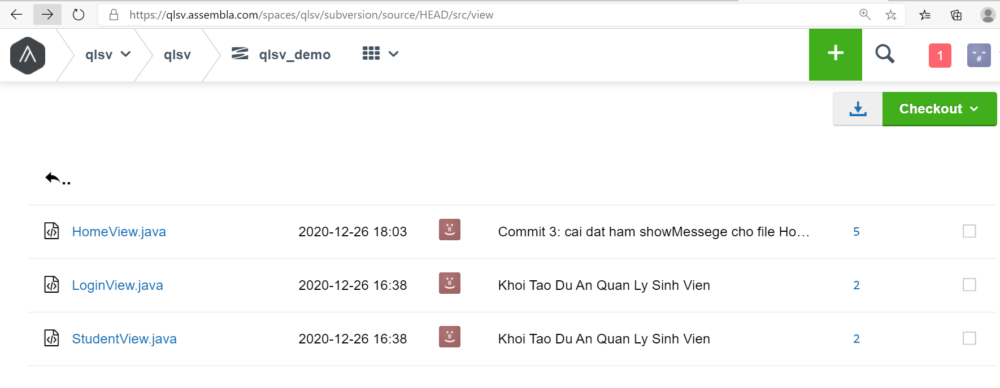 https://qlsv.assembla.com/spaces/qlsv/subversion/source/HEAD/src/view
qlsv qlsv qlsv_demo + 1
Checkout
..
HomeView.java 2020-12-26 18:03 Commit 3: cai dat ham showMessege cho file Ho... 5
LoginView.java 2020-12-26 16:38 Khoi Tao Du An Quan Ly Sinh Vien 2
StudentView.java 2020-12-26 16:38 Khoi Tao Du An Quan Ly Sinh Vien 2